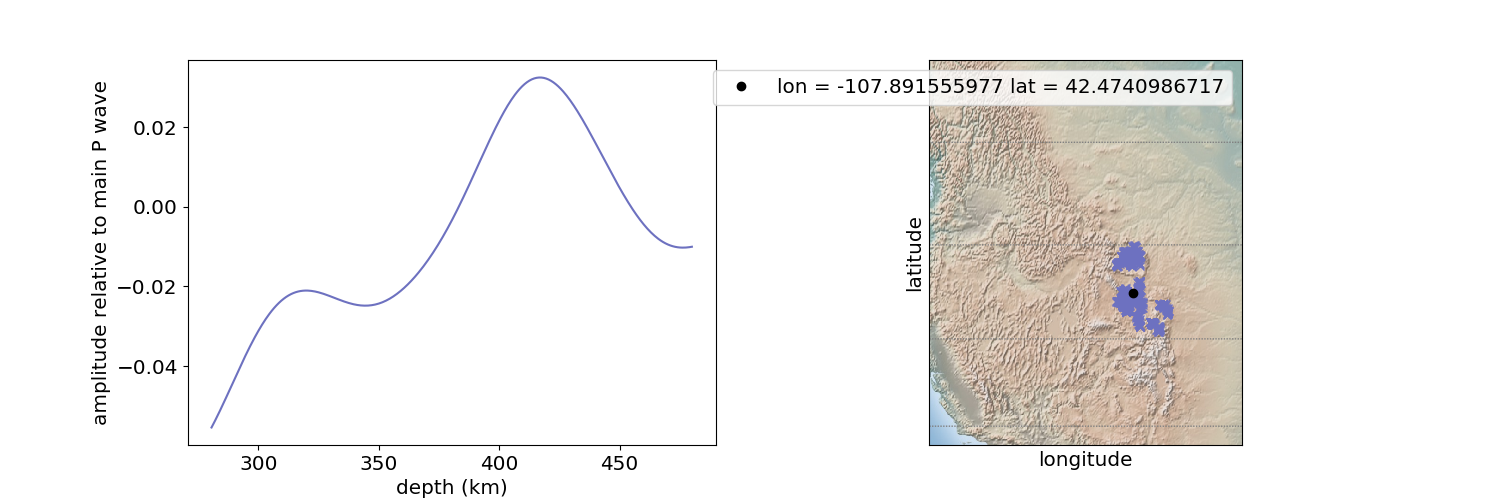 amplitude relative to main P wave
0.02
0.00
−0.02
−0.04
300 350 400 450
depth (km)
lon = -107.891555977 lat = 42.4740986717
latitude
longitude